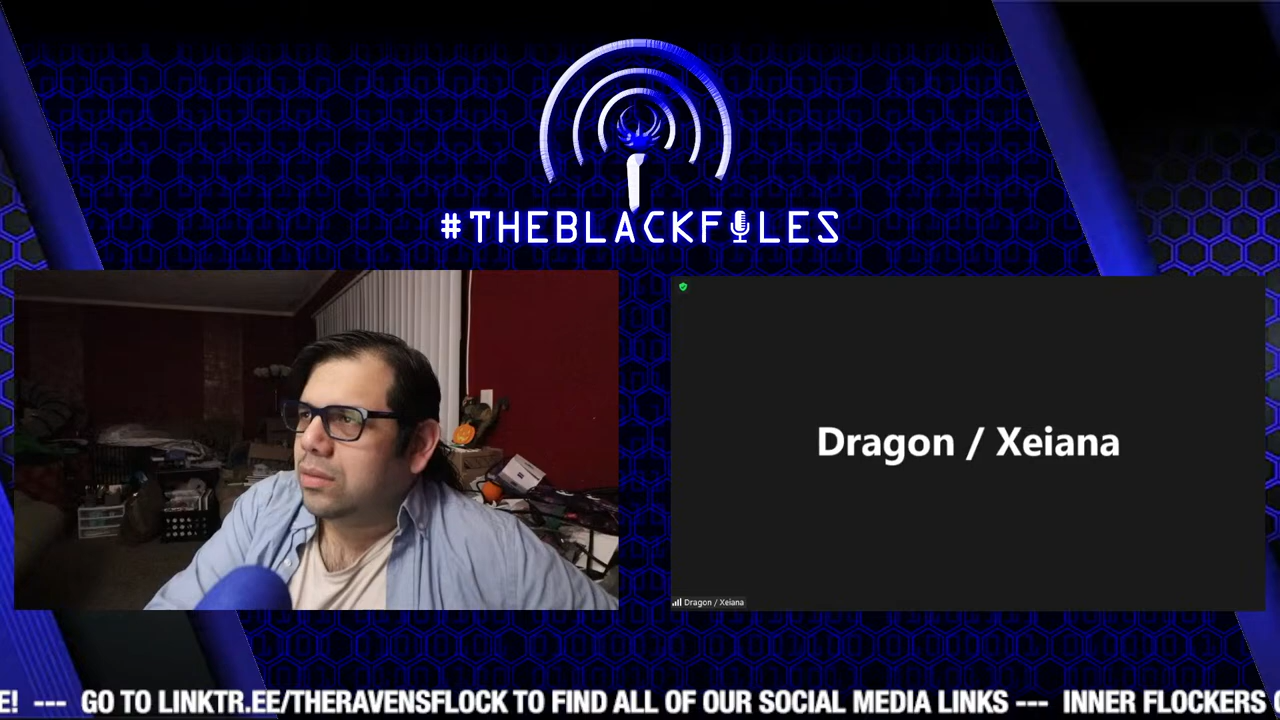 #THEBLACKFILES
Dragon / Xeiana
Dragon / Xeiana
E! --- GO TO LINKTR.EE/THERAVENSFLOCK TO FIND ALL OF OUR SOCIAL MEDIA LINKS --- INNER FLOCKERS